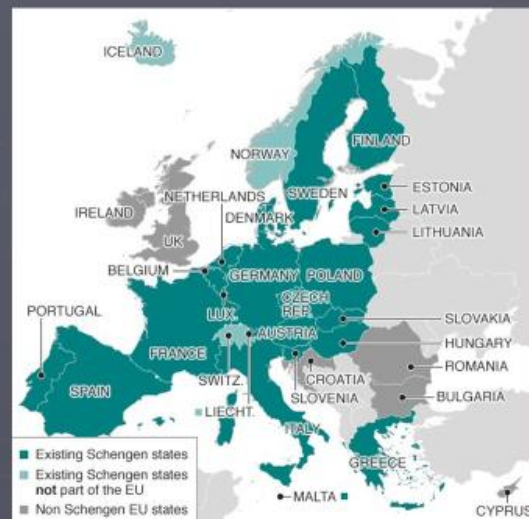 ICELAND
NORWAY
FINLAND
SWEDEN
ESTONIA
LATVIA
LITHUANIA
NETHERLANDS
DENMARK
IRELAND
UK
BELGIUM
GERMANY
POLAND
CZECH
REP.
LUX.
PORTUGAL
SLOVAKIA
AUSTRIA
HUNGARY
FRANCE
SWITZ.
CROATIA
ROMANIA
SPAIN
LIECHT.
SLOVENIA
BULGARIA
ITALY
GREECE
MALTA
CYPRUS
Existing Schengen states
Existing Schengen states
not part of the EU
Non Schengen EU states